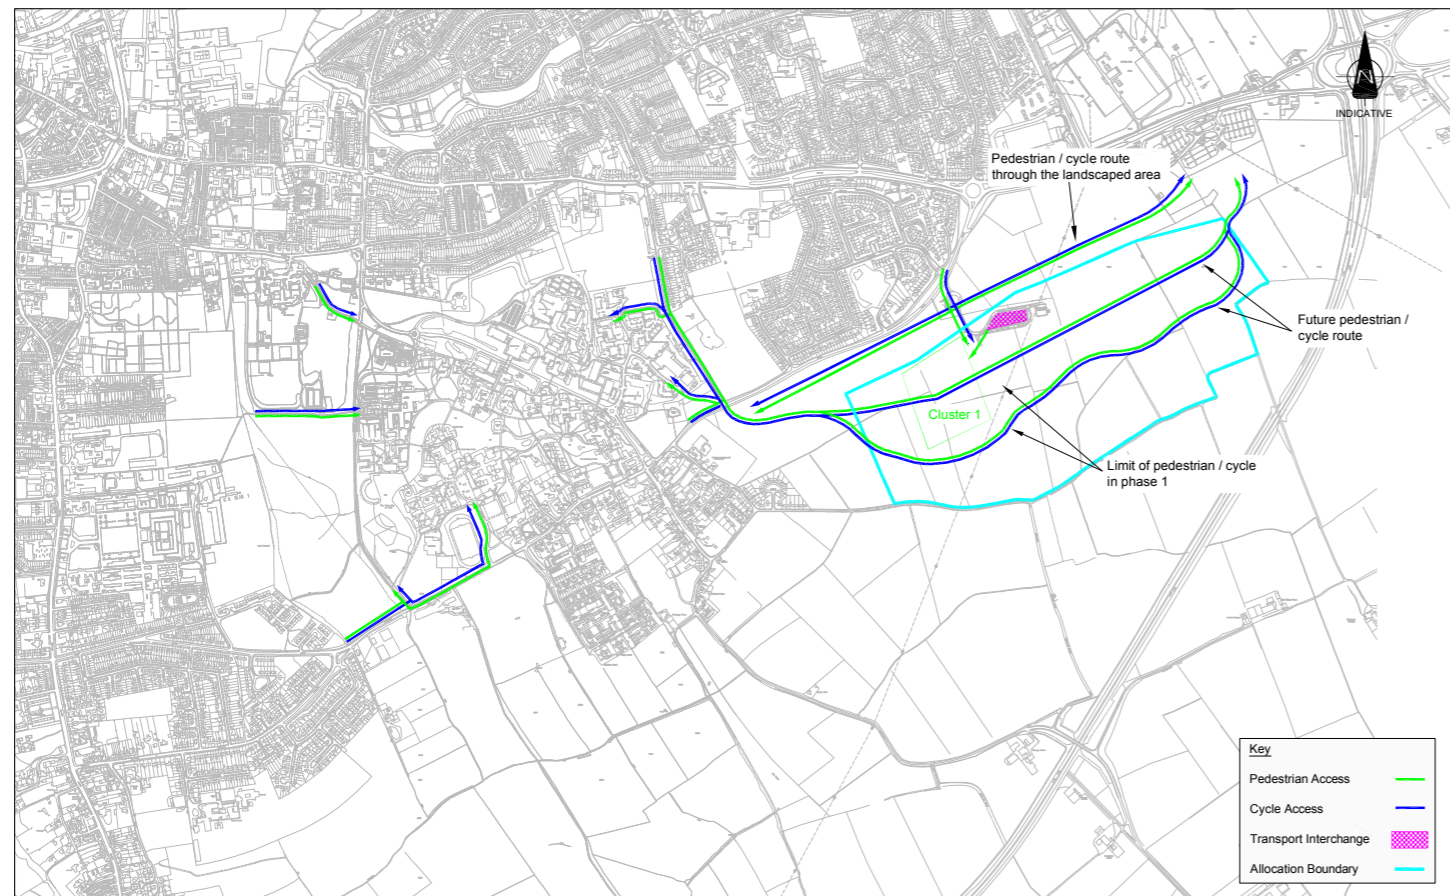 N
INDICATIVE
Pedestrian / cycle route
through the landscaped area
Future pedestrian /
cycle route
Cluster 1
Limit of pedestrian / cycle
in phase 1
Key
Pedestrian Access
Cycle Access
Transport Interchange
Allocation Boundary